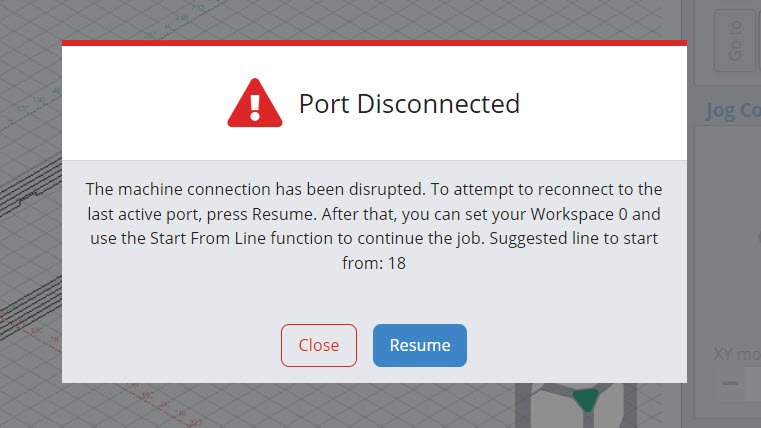 Port Disconnected
The machine connection has been disrupted. To attempt to reconnect to the
last active port, press Resume. After that, you can set your Workspace 0 and
use the Start From Line function to continue the job. Suggested line to start
from: 18
Close
Resume
Go to
Jog Co
XY mo